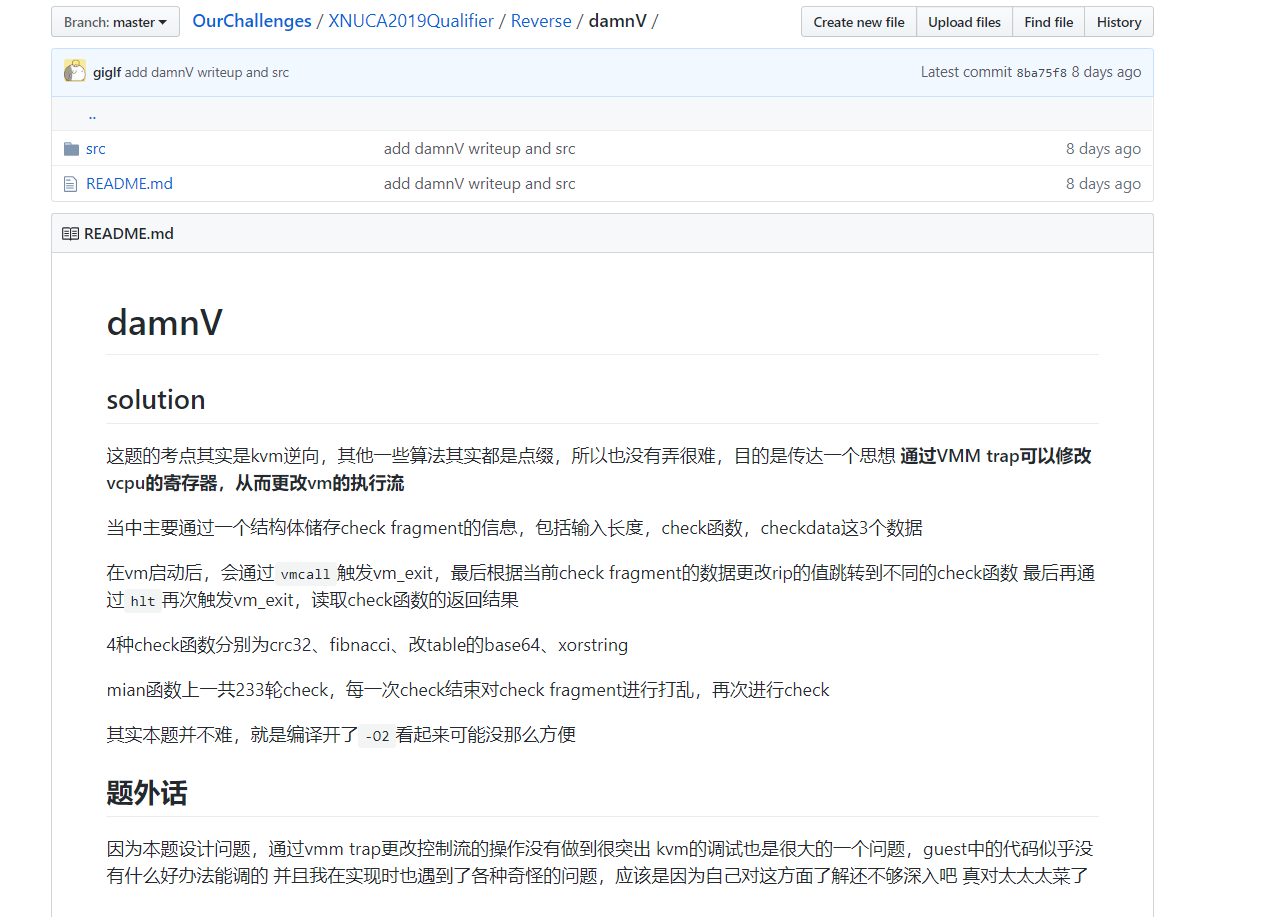 Branch: master
OurChallenges / XNUCA2019Qualifier / Reverse / damnV /
Create new file Upload files Find file History
giglf add damnV writeup and src
Latest commit 8ba75f8 8 days ago
..
src add damnV writeup and src 8 days ago
README.md add damnV writeup and src 8 days ago
README.md
damnV
solution
这题的考点其实是kvm逆向，其他一些算法其实都是点缀，所以也没有弄很难，目的是传达一个思想 通过VMM trap可以修改
vcpu的寄存器，从而更改vm的执行流
当中主要通过一个结构体储存check fragment的信息，包括输入长度，check函数，checkdata这3个数据
在vm启动后，会通过 vmcall 触发vm_exit，最后根据当前check fragment的数据更改rip的值跳转到不同的check函数 最后再通
过 hlt 再次触发vm_exit，读取check函数的返回结果
4种check函数分别为crc32、fibnacci、改table的base64、xorstring
mian函数上一共233轮check，每一次check结束对check fragment进行打乱，再次进行check
其实本题并不难，就是编译开了 -O2 看起来可能没那么方便
题外话
因为本题设计问题，通过vmm trap更改控制流的操作没有做到很突出 kvm的调试也是很大的一个问题，guest中的代码似乎没
有什么好办法能调的 并且我在实现时也遇到了各种奇怪的问题，应该是因为自己对这方面了解还不够深入吧 真对太太太菜了